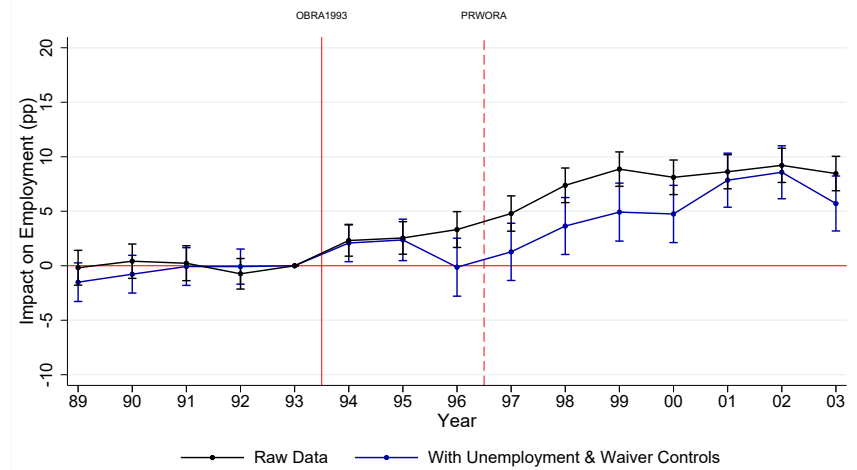 OBRA1993 PRWORA
Impact on Employment (pp)
20
15
10
5
0
-5
-10
89 90 91 92 93 94 95 96 97 98 99 00 01 02 03
Year
Raw Data With Unemployment & Waiver Controls